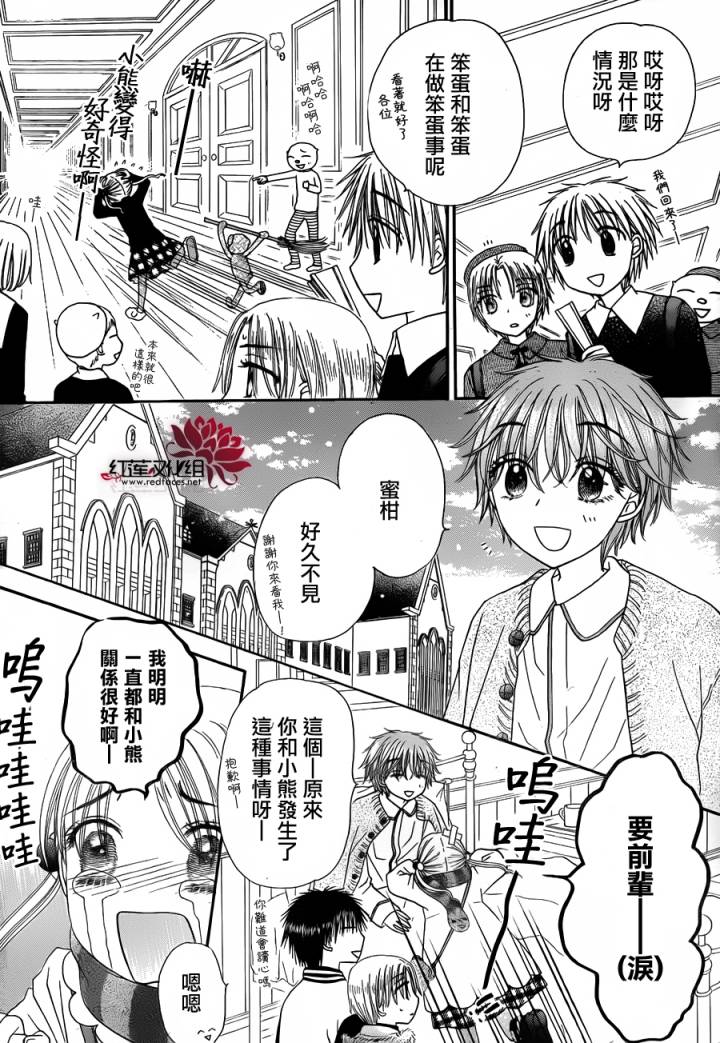 哎呀哎呀
那是什麼
情況呀
我們回來了
笨蛋和笨蛋
在做笨蛋事呢
看著就好了
各位
啊哈哈
啊哈哈
嚇
小熊變得
好奇怪啊
哇
本來就很
這樣的吧
紅蓮汉化组
www.redfaces.net
蜜柑
好久不見
謝謝你來看我！
要前輩——
(淚)
嗚哇
這個—原來
你和小熊發生了
這種事情呀—
抱歉啊
你難道會讀心嗎
我明明
一直都和小熊
關係很好啊—
嗚哇哇哇哇
嗯嗯